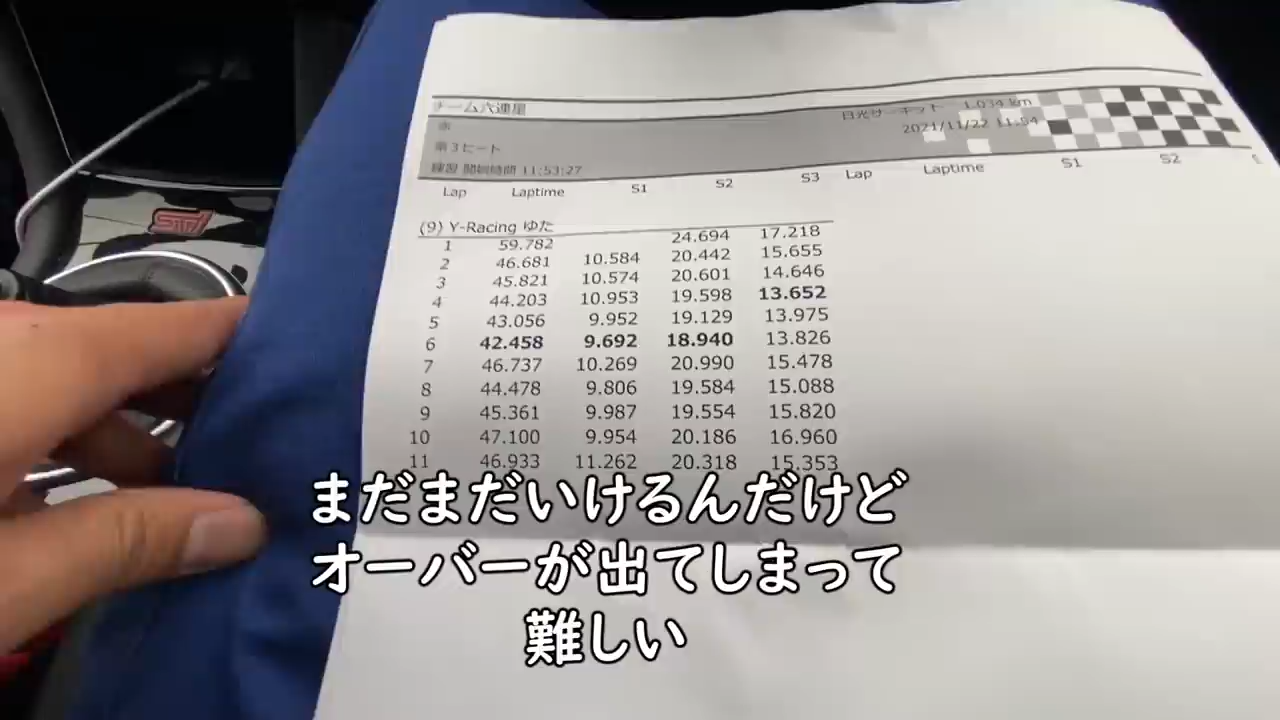 チーム六連星
赤
第3ヒート
練習 開始時間 11:53:27
日光サーキット 1.034 km
2021/11/22 11:54
Lap Laptime S1 S2 S3 Lap Laptime S1 S2
(9) Y-Racing ゆた
1 59.782 24.694 17.218
2 46.681 10.584 20.442 15.655
3 45.821 10.574 20.601 14.646
4 44.203 10.953 19.598 13.652
5 43.056 9.952 19.129 13.975
6 42.458 9.692 18.940 13.826
7 46.737 10.269 20.990 15.478
8 44.478 9.806 19.584 15.088
9 45.361 9.987 19.554 15.820
10 47.100 9.954 20.186 16.960
11 46.933 11.262 20.318 15.353
STI
まだまだいけるんだけど
オーバーが出てしまって
難しい